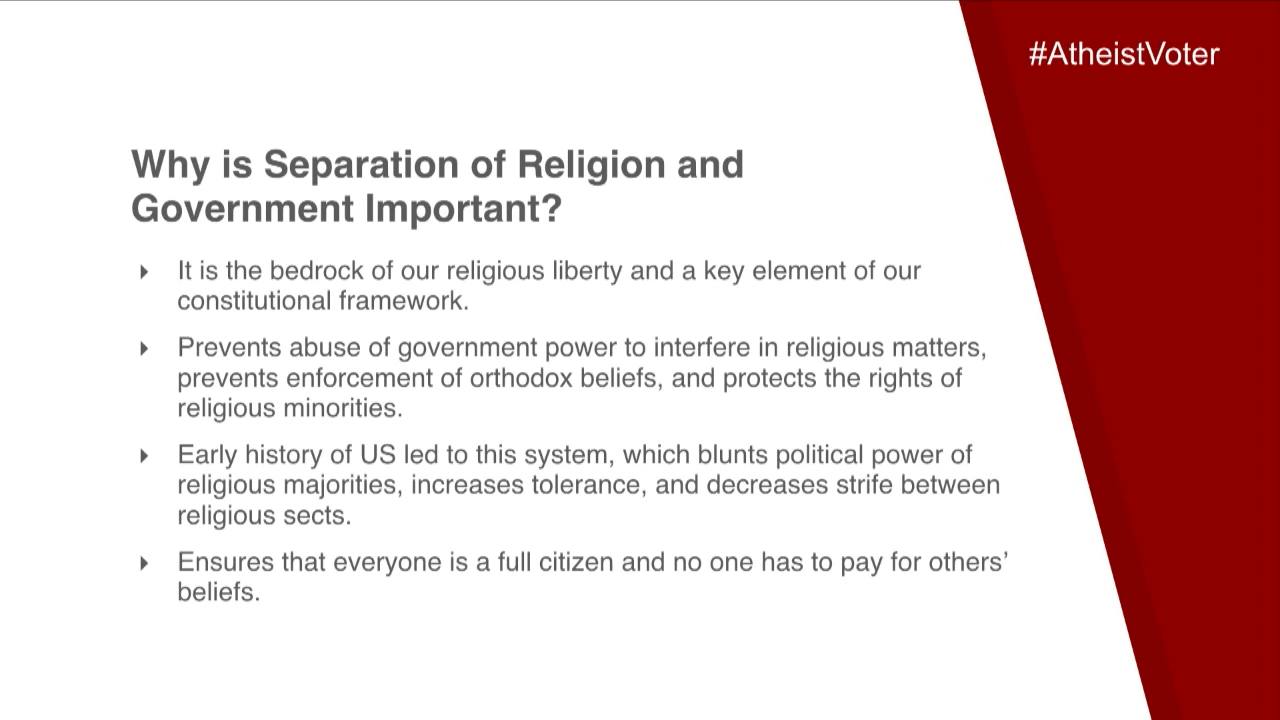 #AtheistVoter
Why is Separation of Religion and
Government Important?
It is the bedrock of our religious liberty and a key element of our
constitutional framework.
Prevents abuse of government power to interfere in religious matters,
prevents enforcement of orthodox beliefs, and protects the rights of
religious minorities.
Early history of US led to this system, which blunts political power of
religious majorities, increases tolerance, and decreases strife between
religious sects.
Ensures that everyone is a full citizen and no one has to pay for others’
beliefs.